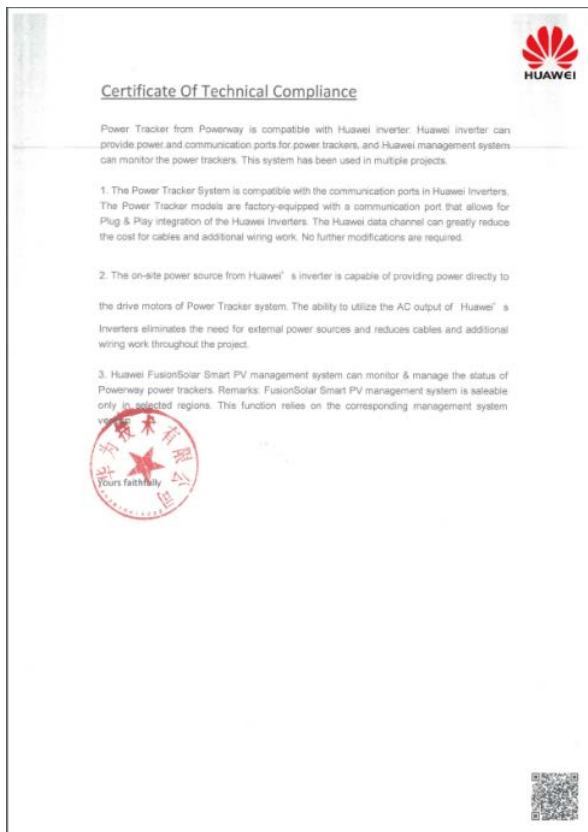 HUAWEI
Certificate Of Technical Compliance
Power Tracker from Powerway is compatible with Huawei inverter. Huawei inverter can
provide power and communication ports for power trackers, and Huawei management system
can monitor the power trackers. This system has been used in multiple projects.
1. The Power Tracker System is compatible with the communication ports in Huawei Inverters.
The Power Tracker models are factory-equipped with a communication port that allows for
Plug & Play integration of the Huawei Inverters. The Huawei data channel can greatly reduce
the cost for cables and additional wiring work. No further modifications are required.
2. The on-site power source from Huawei’ s inverter is capable of providing power directly to
the drive motors of Power Tracker system. The ability to utilize the AC output of Huawei’ s
Inverters eliminates the need for external power sources and reduces cables and additional
wiring work throughout the project.
3. Huawei FusionSolar Smart PV management system can monitor & manage the status of
Powerway power trackers. Remarks: FusionSolar Smart PV management system is saleable
only in selected regions. This function relies on the corresponding management system
华为技术有限公司
Yours faithfully